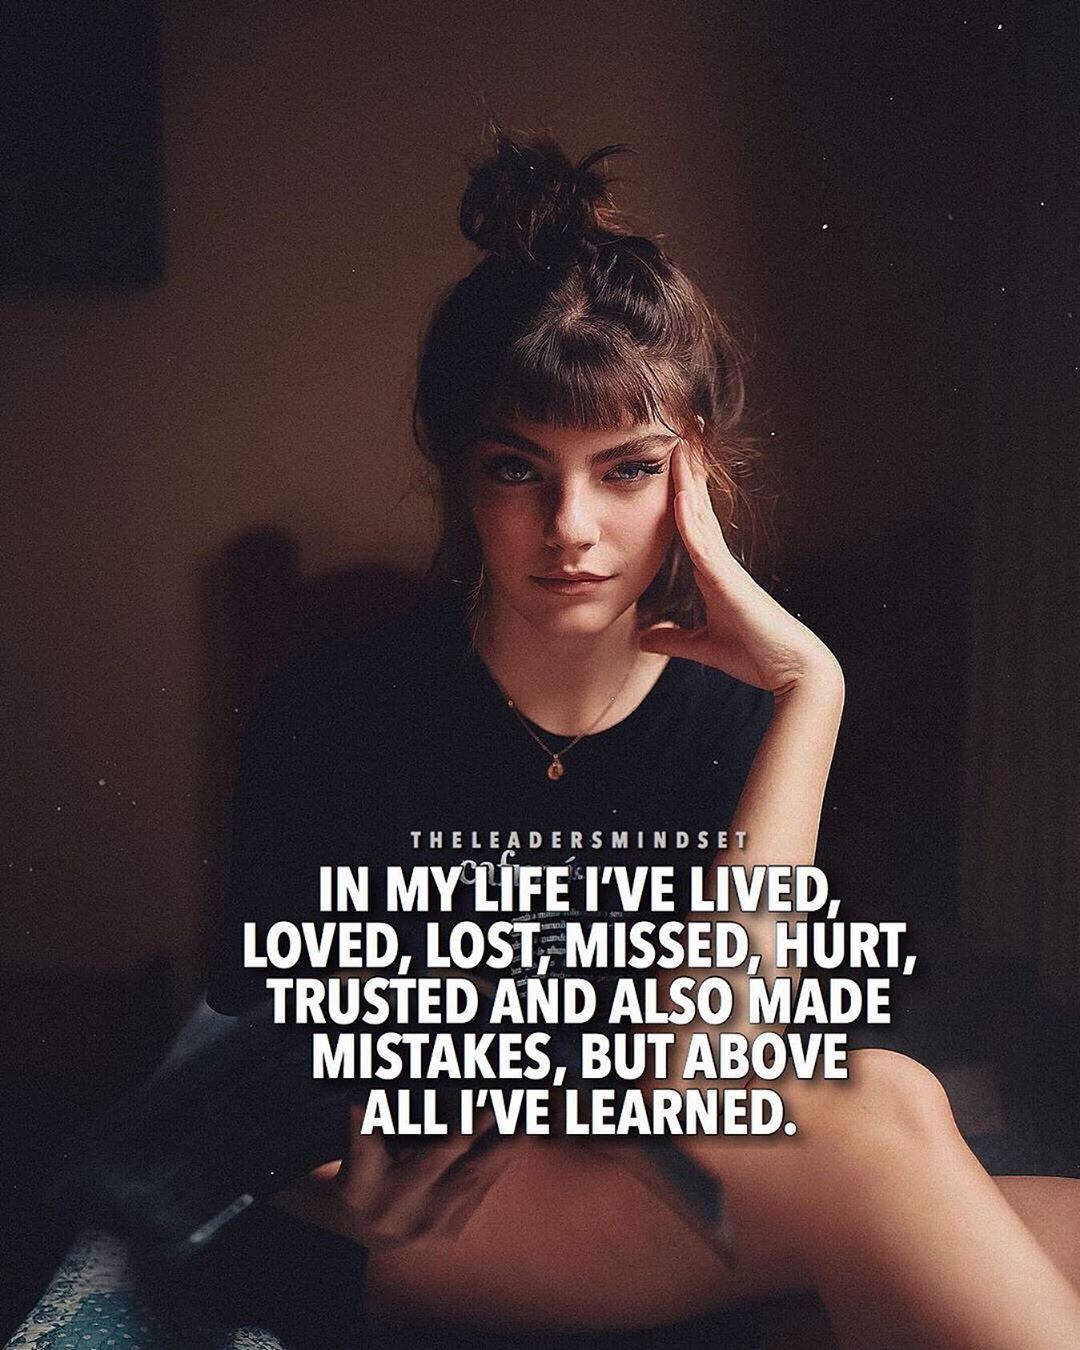 THELEADERSMINDSET
IN MY LIFE I'VE LIVED,
LOVED, LOST, MISSED, HURT,
TRUSTED AND ALSO MADE
MISTAKES, BUT ABOVE
ALL I'VE LEARNED.